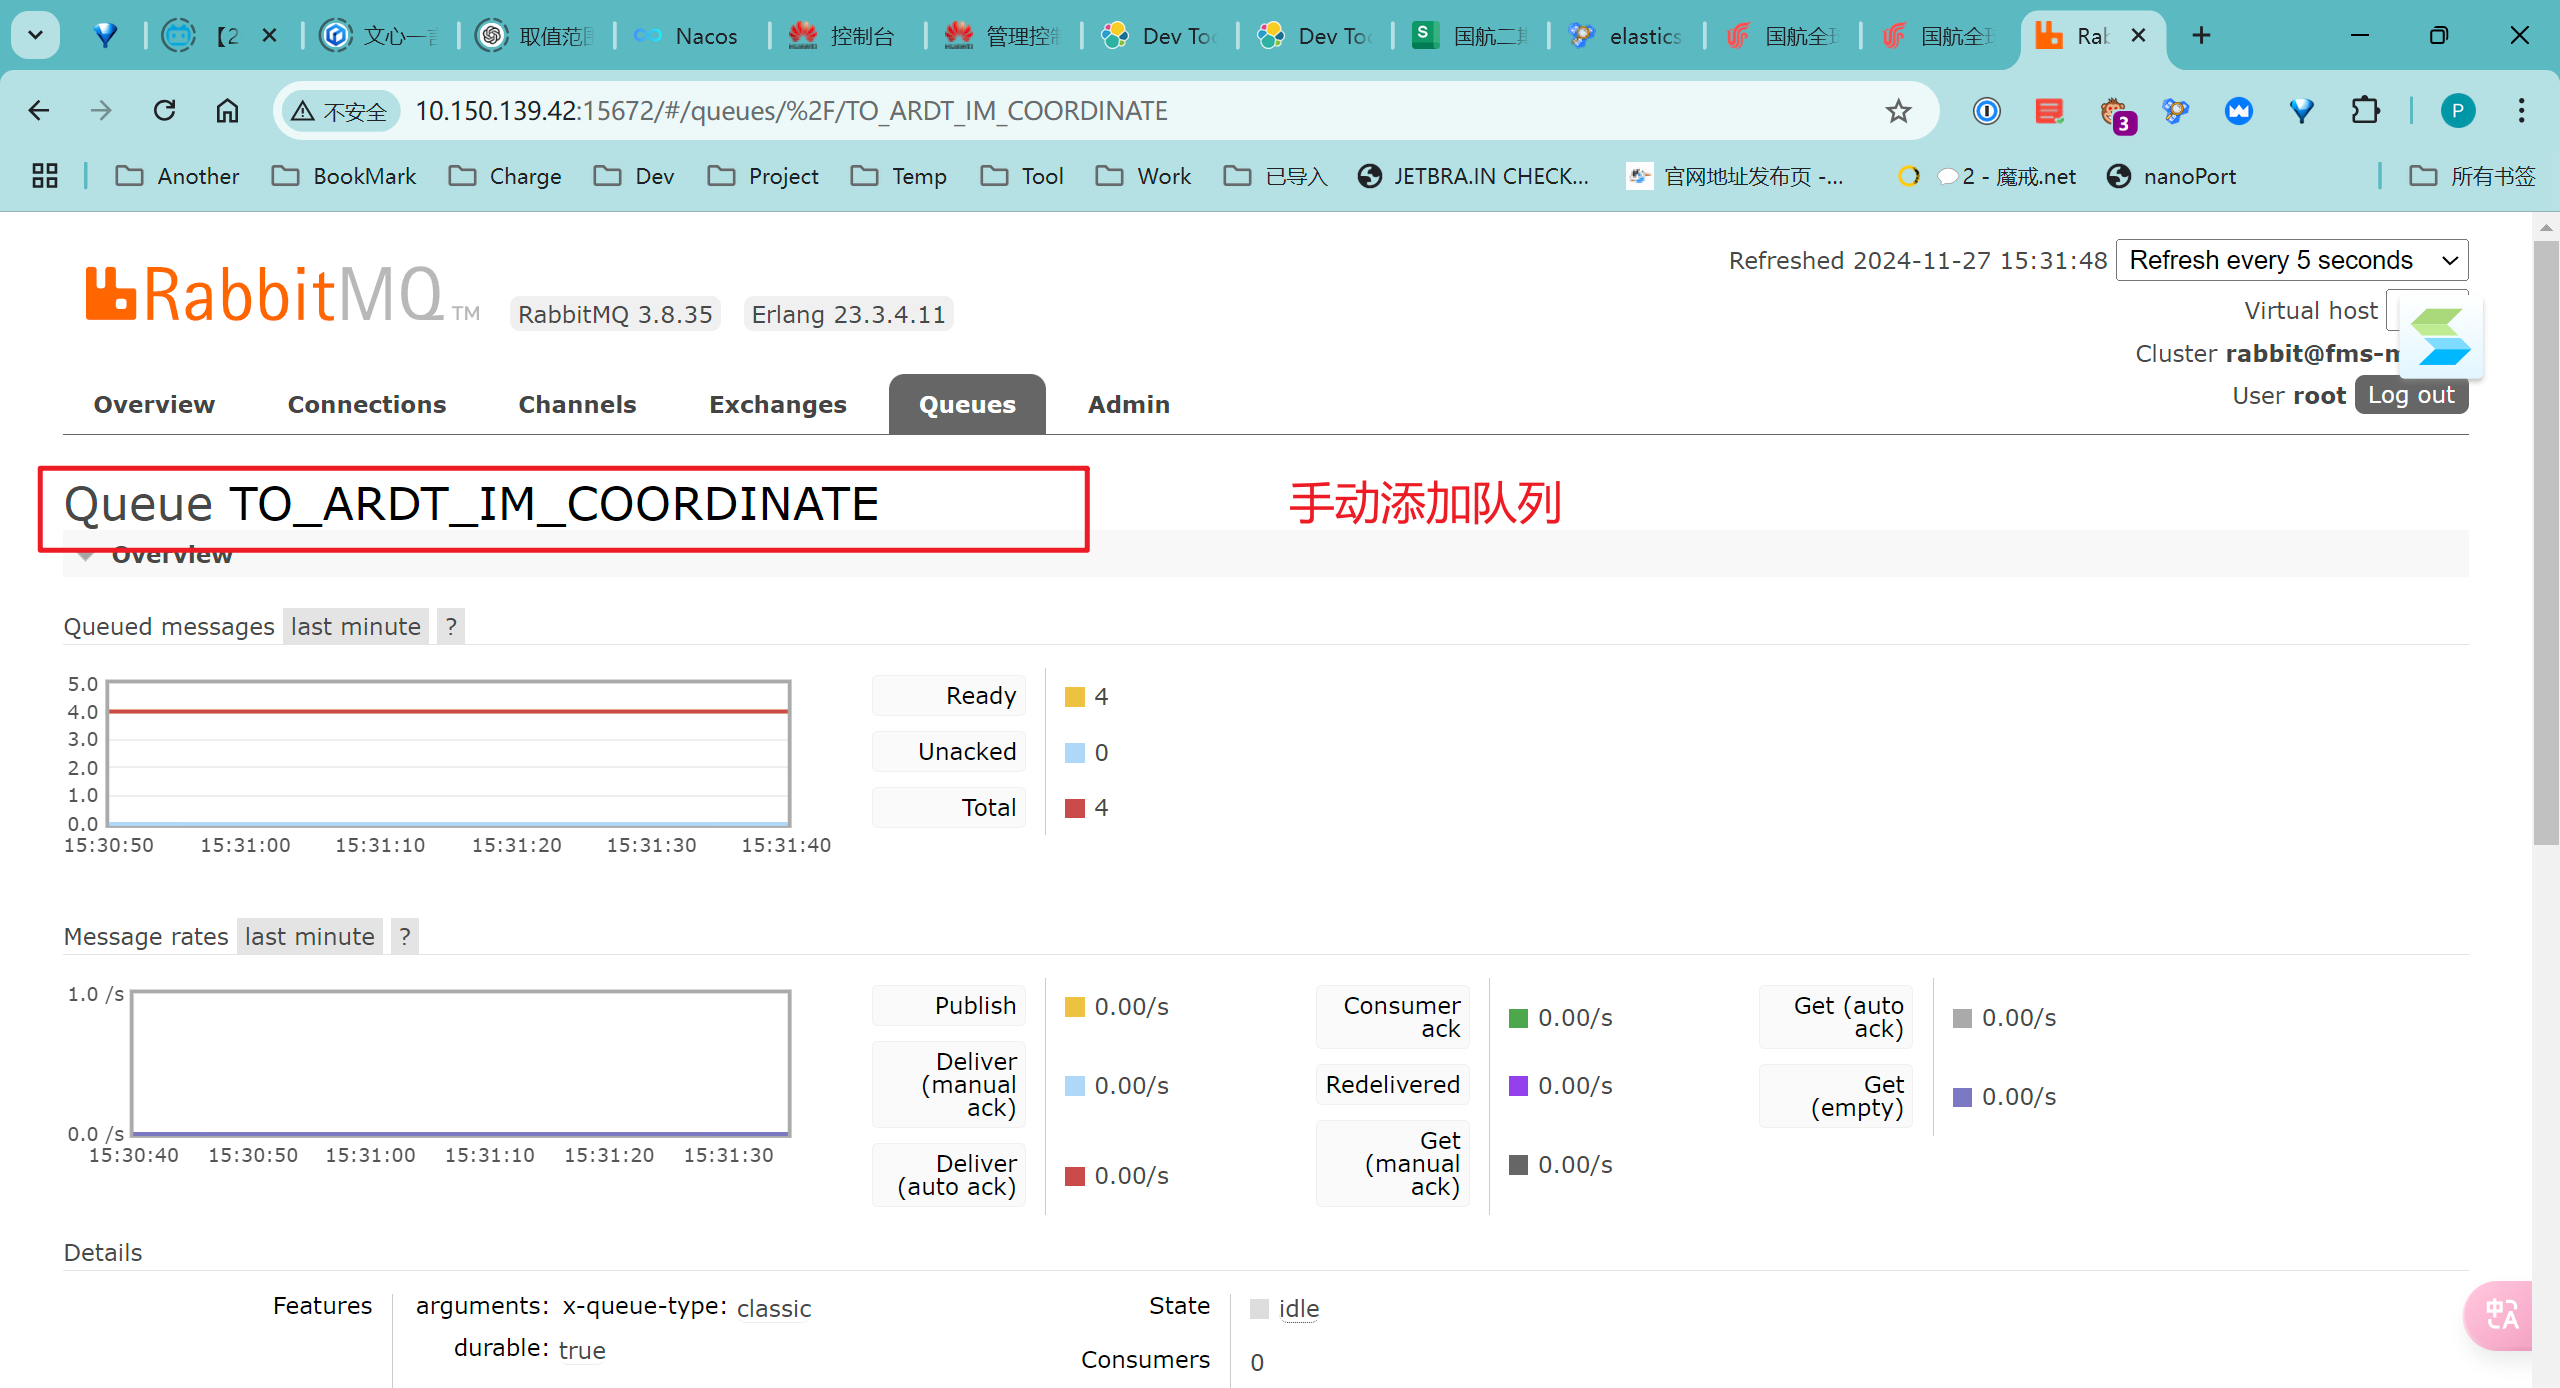 【2
文心一言
取值范围
Nacos
控制台
管理控制
Dev Too
Dev Too
国航二期
elastics
国航全球
国航全球
Rab
不安全
10.150.139.42:15672/#/queues/%2F/TO_ARDT_IM_COORDINATE
3
P
Another
BookMark
Charge
Dev
Project
Temp
Tool
Work
已导入
JETBRA.IN CHECK...
官网地址发布页 -...
2 - 魔戒.net
nanoPort
所有书签
RabbitMQ TM
RabbitMQ 3.8.35
Erlang 23.3.4.11
Refreshed 2024-11-27 15:31:48
Refresh every 5 seconds
Virtual host
Cluster rabbit@fms-m
User root
Log out
Overview
Connections
Channels
Exchanges
Queues
Admin
Queue TO_ARDT_IM_COORDINATE
手动添加队列
Overview
Queued messages last minute ?
5.0
4.0
3.0
2.0
1.0
0.0
15:30:50 15:31:00 15:31:10 15:31:20 15:31:30 15:31:40
Ready 4
Unacked 0
Total 4
Message rates last minute ?
1.0 /s
0.0 /s
15:30:40 15:30:50 15:31:00 15:31:10 15:31:20 15:31:30
Publish 0.00/s
Deliver (manual ack) 0.00/s
Deliver (auto ack) 0.00/s
Consumer ack 0.00/s
Redelivered 0.00/s
Get (manual ack) 0.00/s
Get (auto ack) 0.00/s
Get (empty) 0.00/s
Details
Features
arguments: x-queue-type: classic
durable: true
State idle
Consumers 0